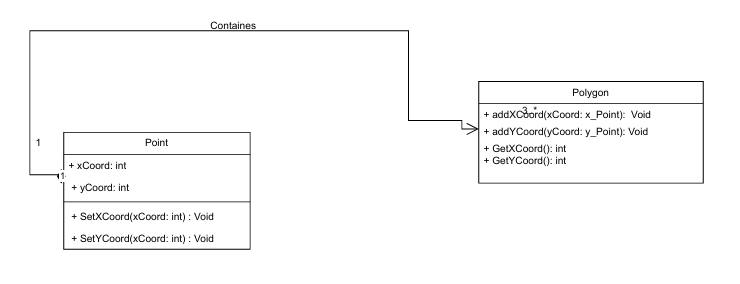 Containes
Polygon
3..*
+ addXCoord(xCoord: x_Point): Void
+ addYCoord(yCoord: y_Point): Void
+ GetXCoord(): int
+ GetYCoord(): int
1
Point
+ xCoord: int
1
+ yCoord: int
+ SetXCoord(xCoord: int) : Void
+ SetYCoord(xCoord: int) : Void